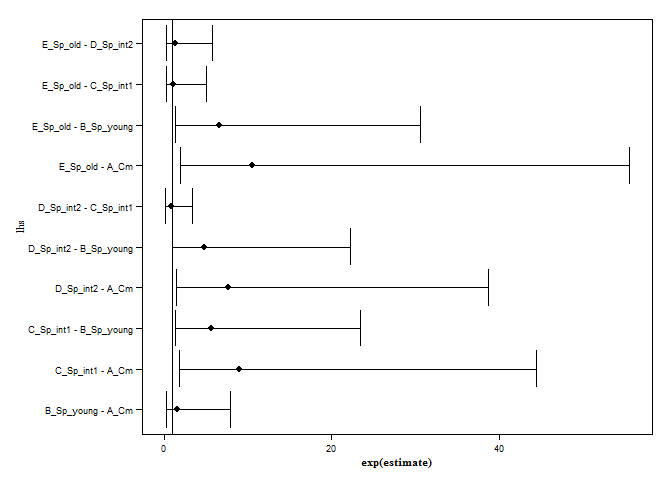 E_Sp_old - D_Sp_int2
E_Sp_old - C_Sp_int1
E_Sp_old - B_Sp_young
E_Sp_old - A_Cm
D_Sp_int2 - C_Sp_int1
D_Sp_int2 - B_Sp_young
D_Sp_int2 - A_Cm
C_Sp_int1 - B_Sp_young
C_Sp_int1 - A_Cm
B_Sp_young - A_Cm
lhs
0 20 40
exp(estimate)